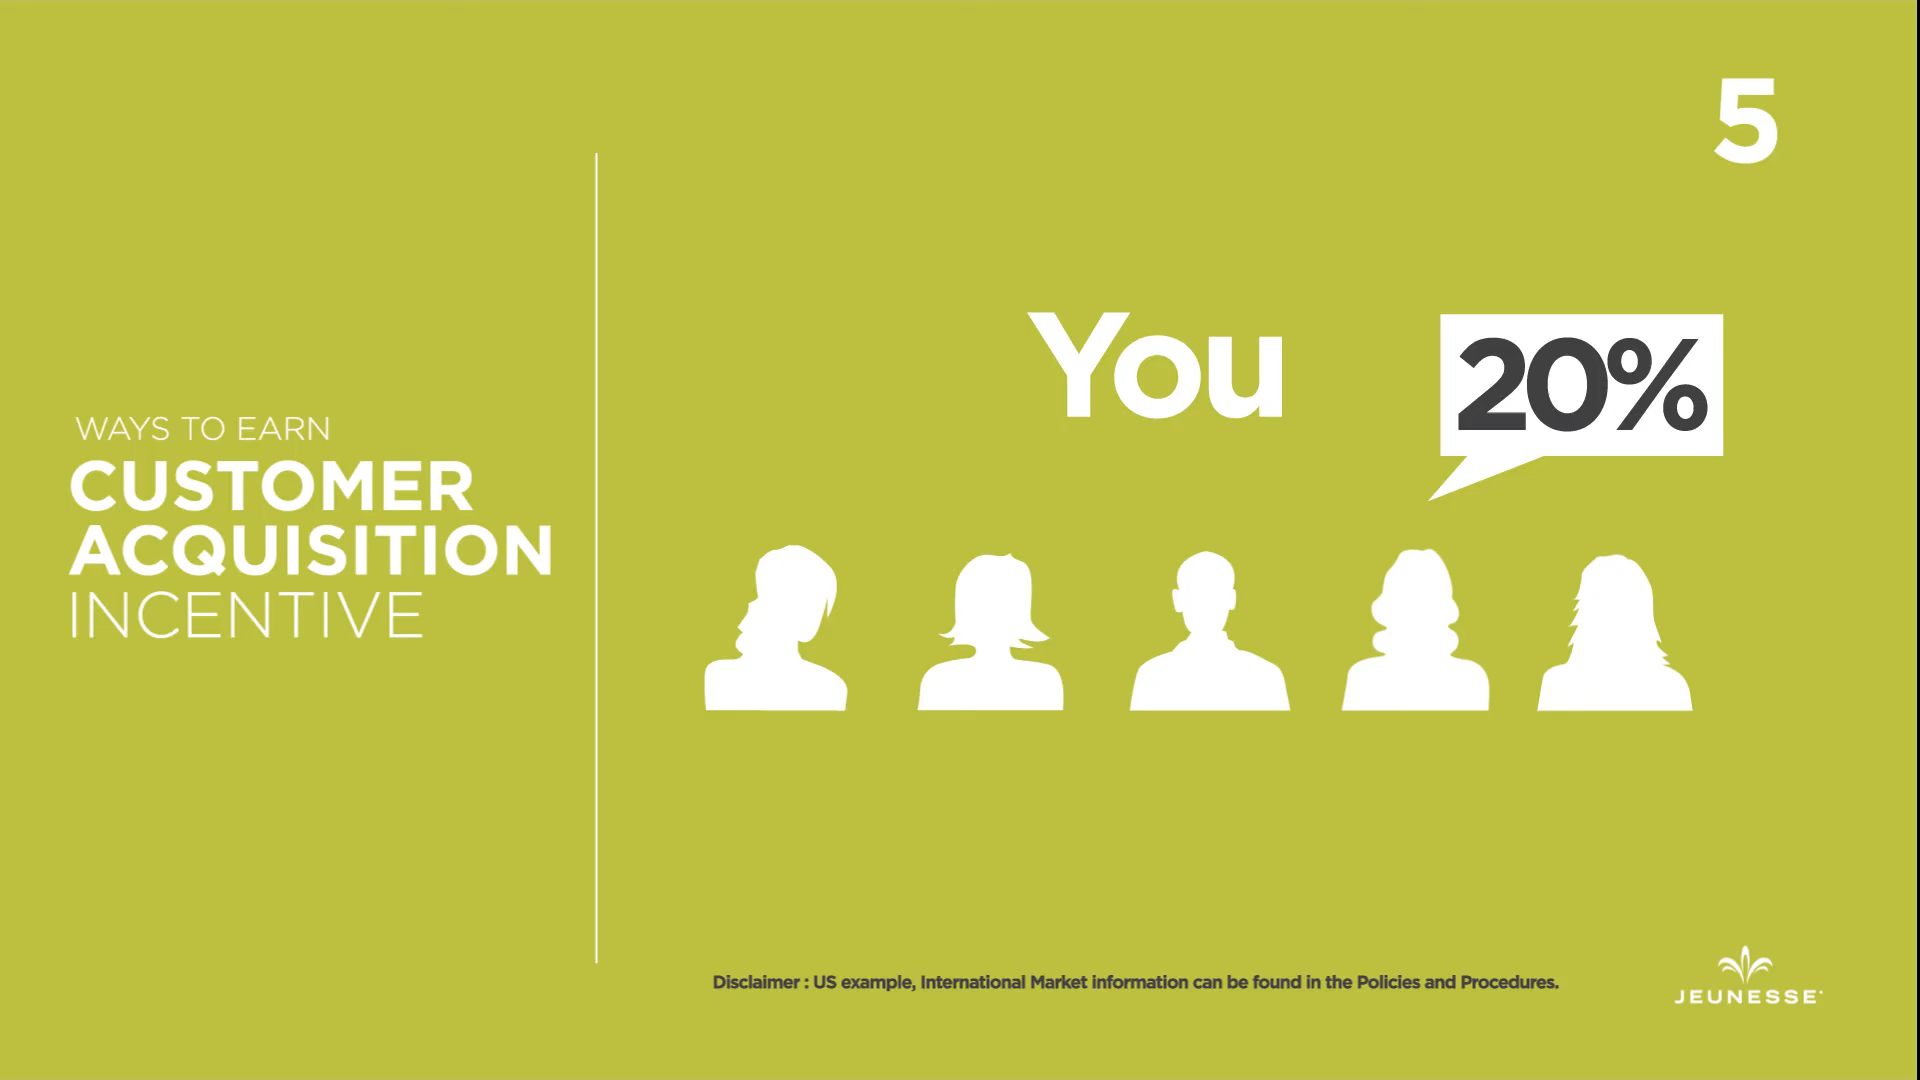 5
WAYS TO EARN
CUSTOMER
ACQUISITION
INCENTIVE
You
20%
Disclaimer : US example, International Market information can be found in the Policies and Procedures.
JEUNESSE